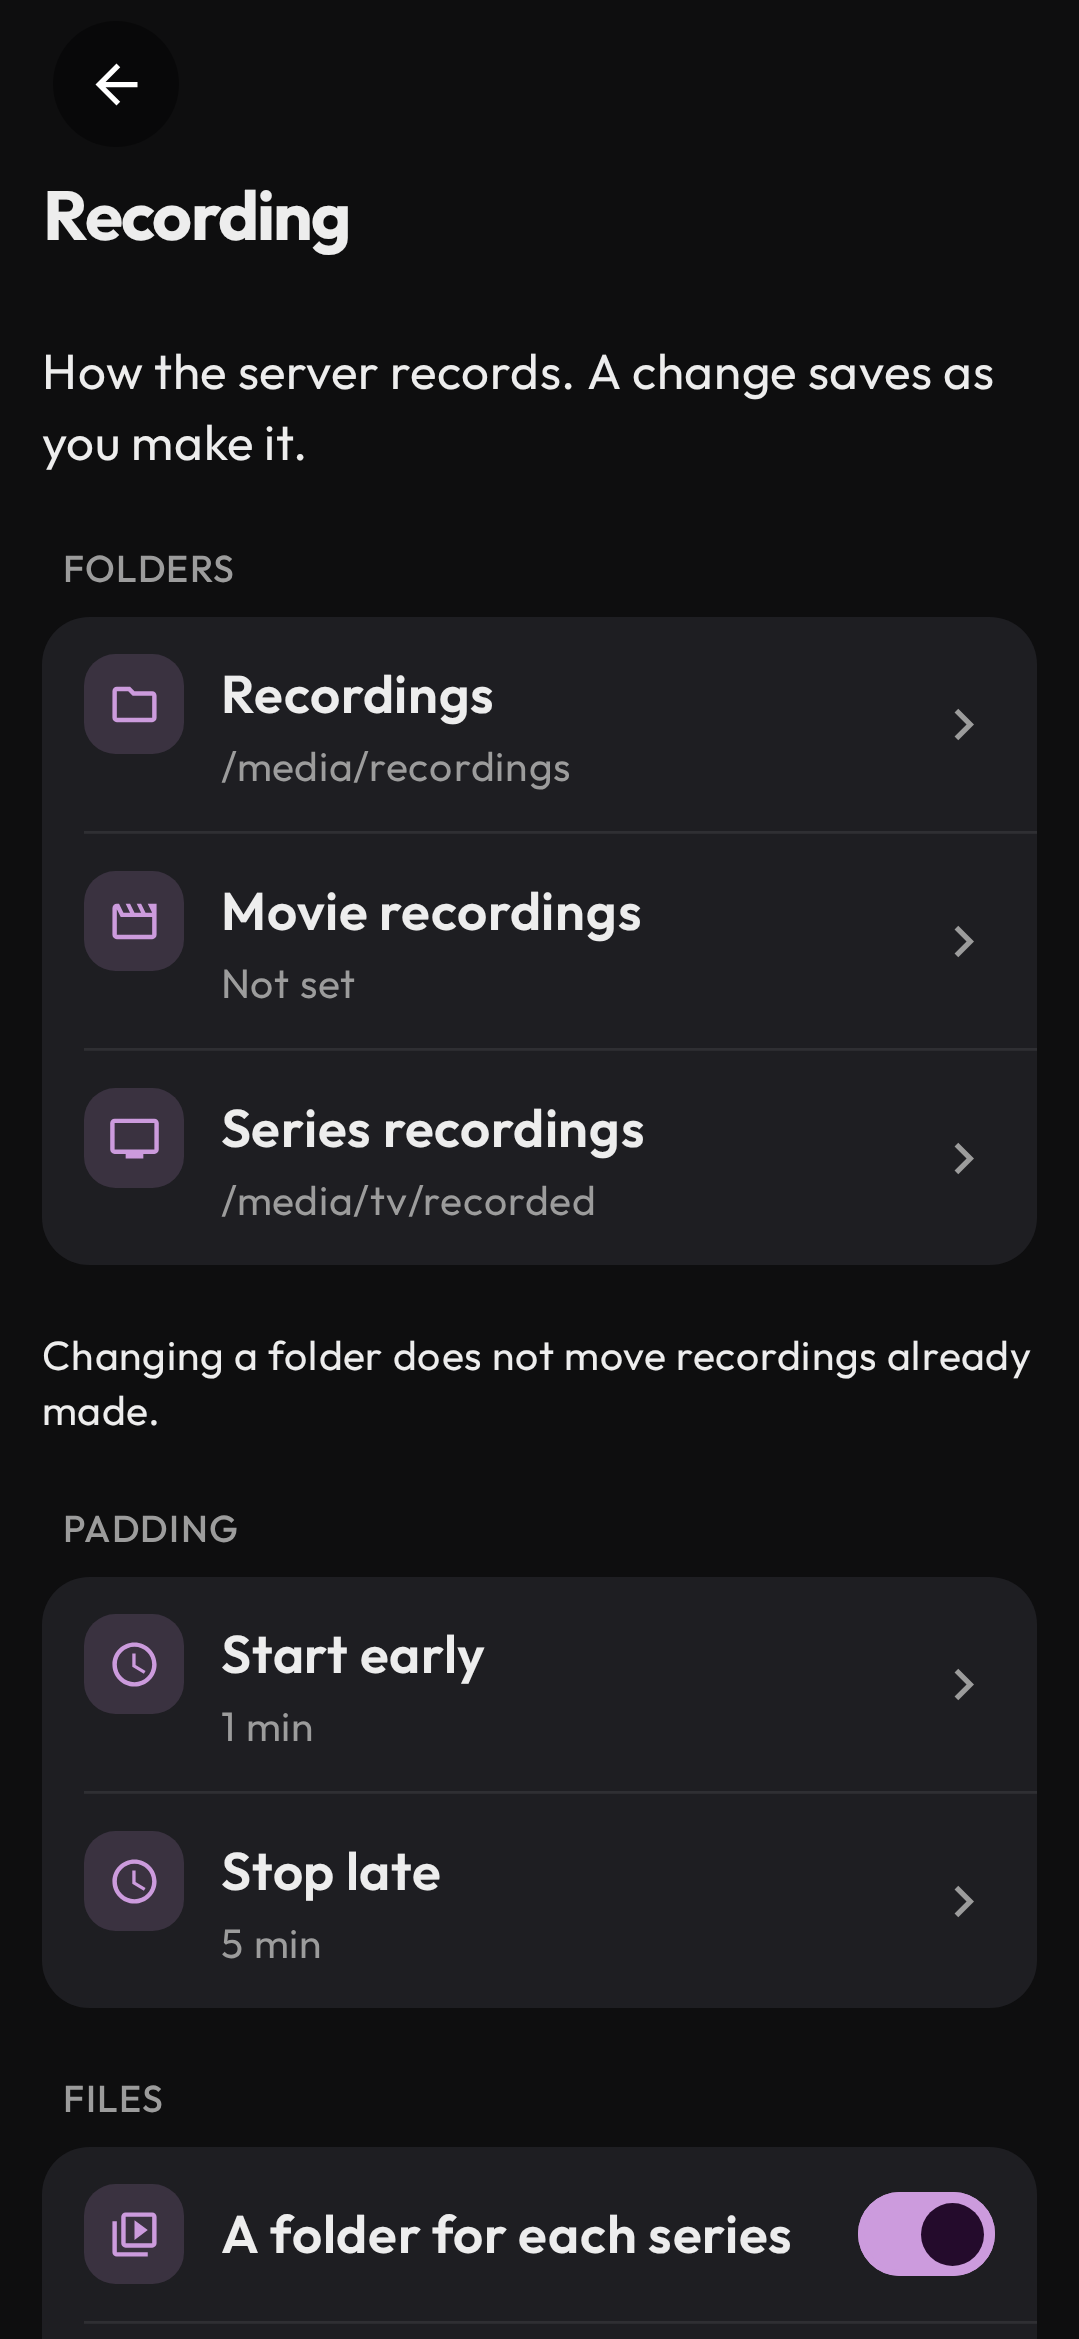 Recording
How the server records. A change saves as
you make it.
FOLDERS
Recordings
/media/recordings
Movie recordings
Not set
Series recordings
/media/tv/recorded
Changing a folder does not move recordings already
made.
PADDING
Start early
1 min
Stop late
5 min
FILES
A folder for each series